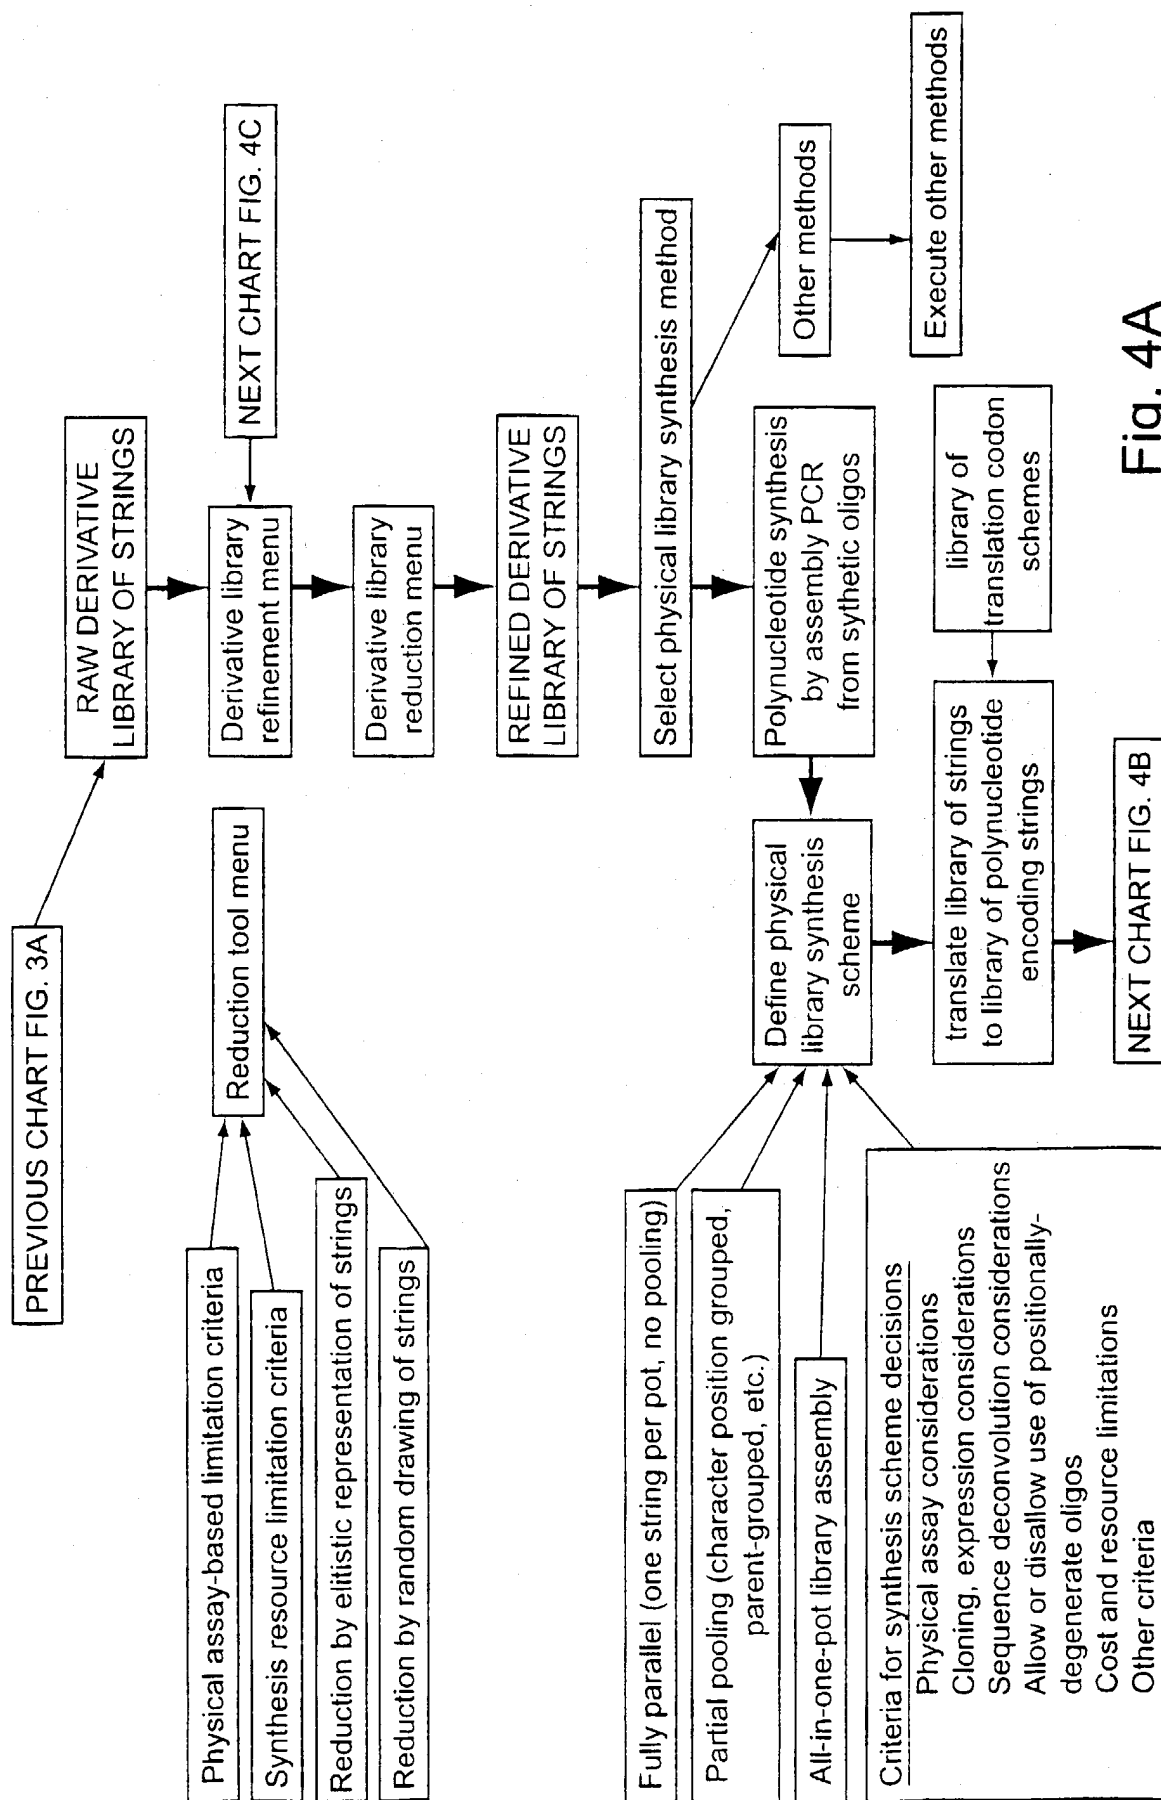 PREVIOUS CHART FIG. 3A
RAW DERIVATIVE
LIBRARY OF STRINGS
NEXT CHART FIG. 4C
Derivative library
refinement menu
Reduction tool menu
Physical assay-based limitation criteria
Synthesis resource limitation criteria
Reduction by elitistic representation of strings
Reduction by random drawing of strings
Derivative library
reduction menu
REFINED DERIVATIVE
LIBRARY OF STRINGS
Select physical library synthesis method
Other methods
Execute other methods
Polynucleotide synthesis
by assembly PCR
from sythetic oligos
Define physical
library synthesis
scheme
Fully parallel (one string per pot, no pooling)
Partial pooling (character position grouped,
parent-grouped, etc.)
All-in-one-pot library assembly
Criteria for synthesis scheme decisions
Physical assay considerations
Cloning, expression considerations
Sequence deconvolution considerations
Allow or disallow use of positionally-
degenerate oligos
Cost and resource limitations
Other criteria
library of
translation codon
schemes
translate library of strings
to library of polynucleotide
encoding strings
NEXT CHART FIG. 4B
Fig. 4A